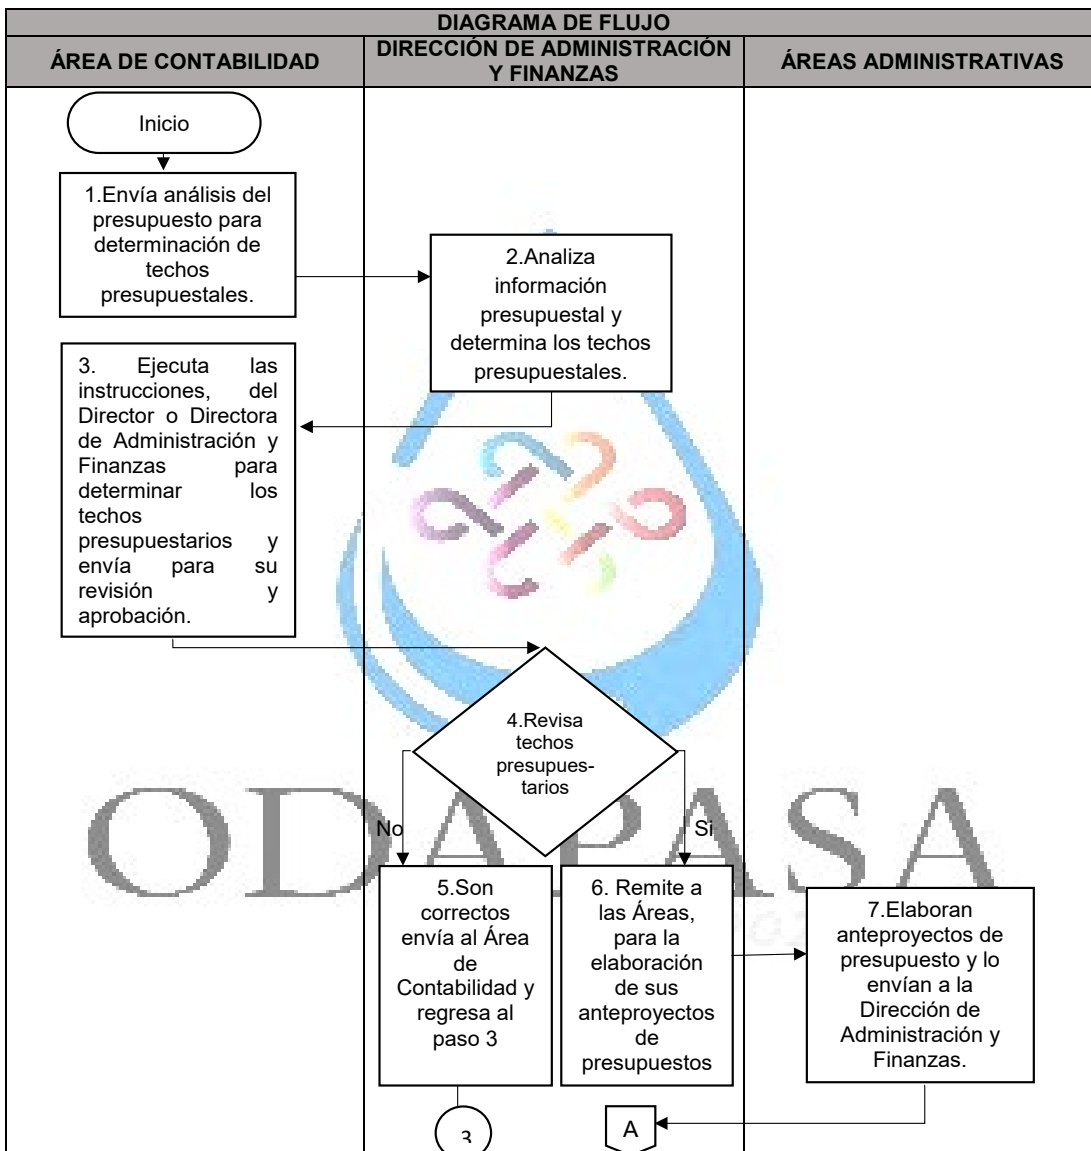 DIAGRAMA DE FLUJO
ÁREA DE CONTABILIDAD
DIRECCIÓN DE ADMINISTRACIÓN
Y FINANZAS
ÁREAS ADMINISTRATIVAS
Inicio
1.Envía análisis del
presupuesto para
determinación de
techos
presupuestales.
2.Analiza
información
presupuestal y
determina los techos
presupuestales.
3. Ejecuta las
instrucciones, del
Director o Directora
de Administración y
Finanzas para
determinar los
techos
presupuestarios y
envía para su
revisión y
aprobación.
4.Revisa
techos
presupues-
tarios
No
Si
5.Son
correctos
envía al Área
de
Contabilidad y
regresa al
paso 3
6. Remite a
las Áreas,
para la
elaboración
de sus
anteproyectos
de
presupuestos
7.Elaboran
anteproyectos de
presupuesto y lo
envían a la
Dirección de
Administración y
Finanzas.
3
A
ODAPASA